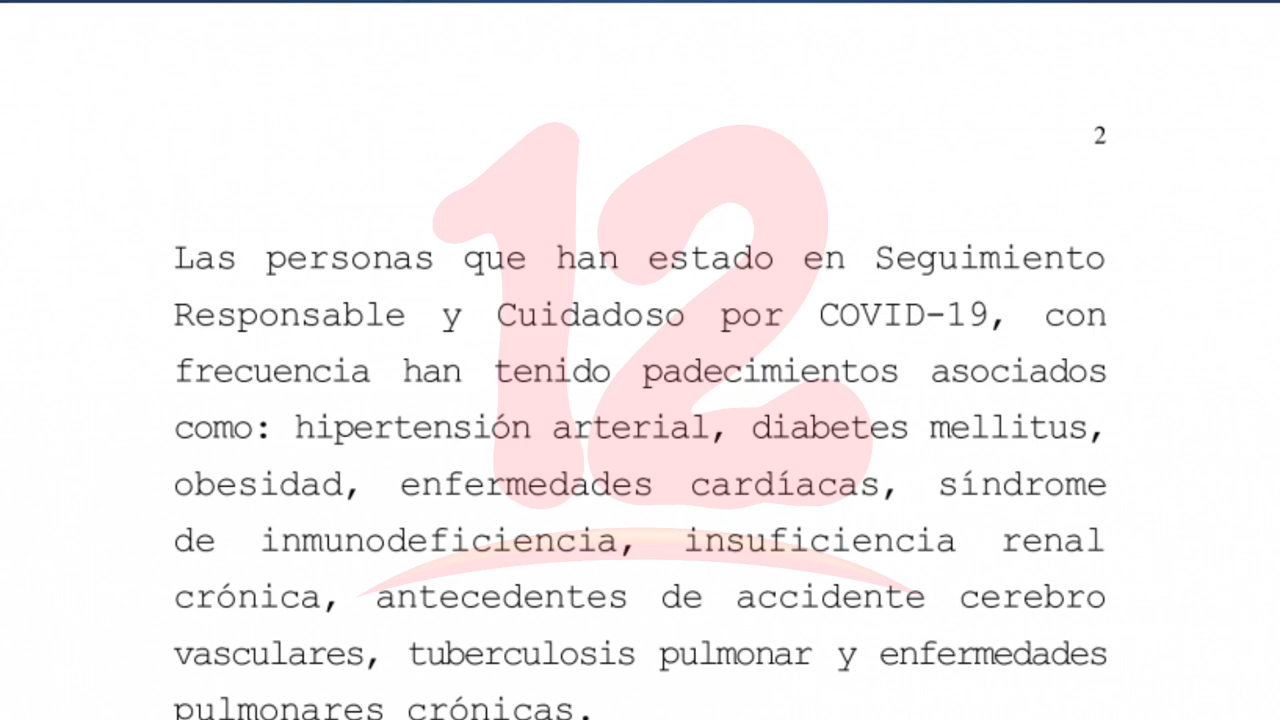 2
12
Las personas que han estado en Seguimiento
Responsable y Cuidadoso por COVID-19, con
frecuencia han tenido padecimientos asociados
como: hipertensión arterial, diabetes mellitus,
obesidad, enfermedades cardíacas, síndrome
de inmunodeficiencia, insuficiencia renal
crónica, antecedentes de accidente cerebro
vasculares, tuberculosis pulmonar y enfermedades
pulmonares crónicas.